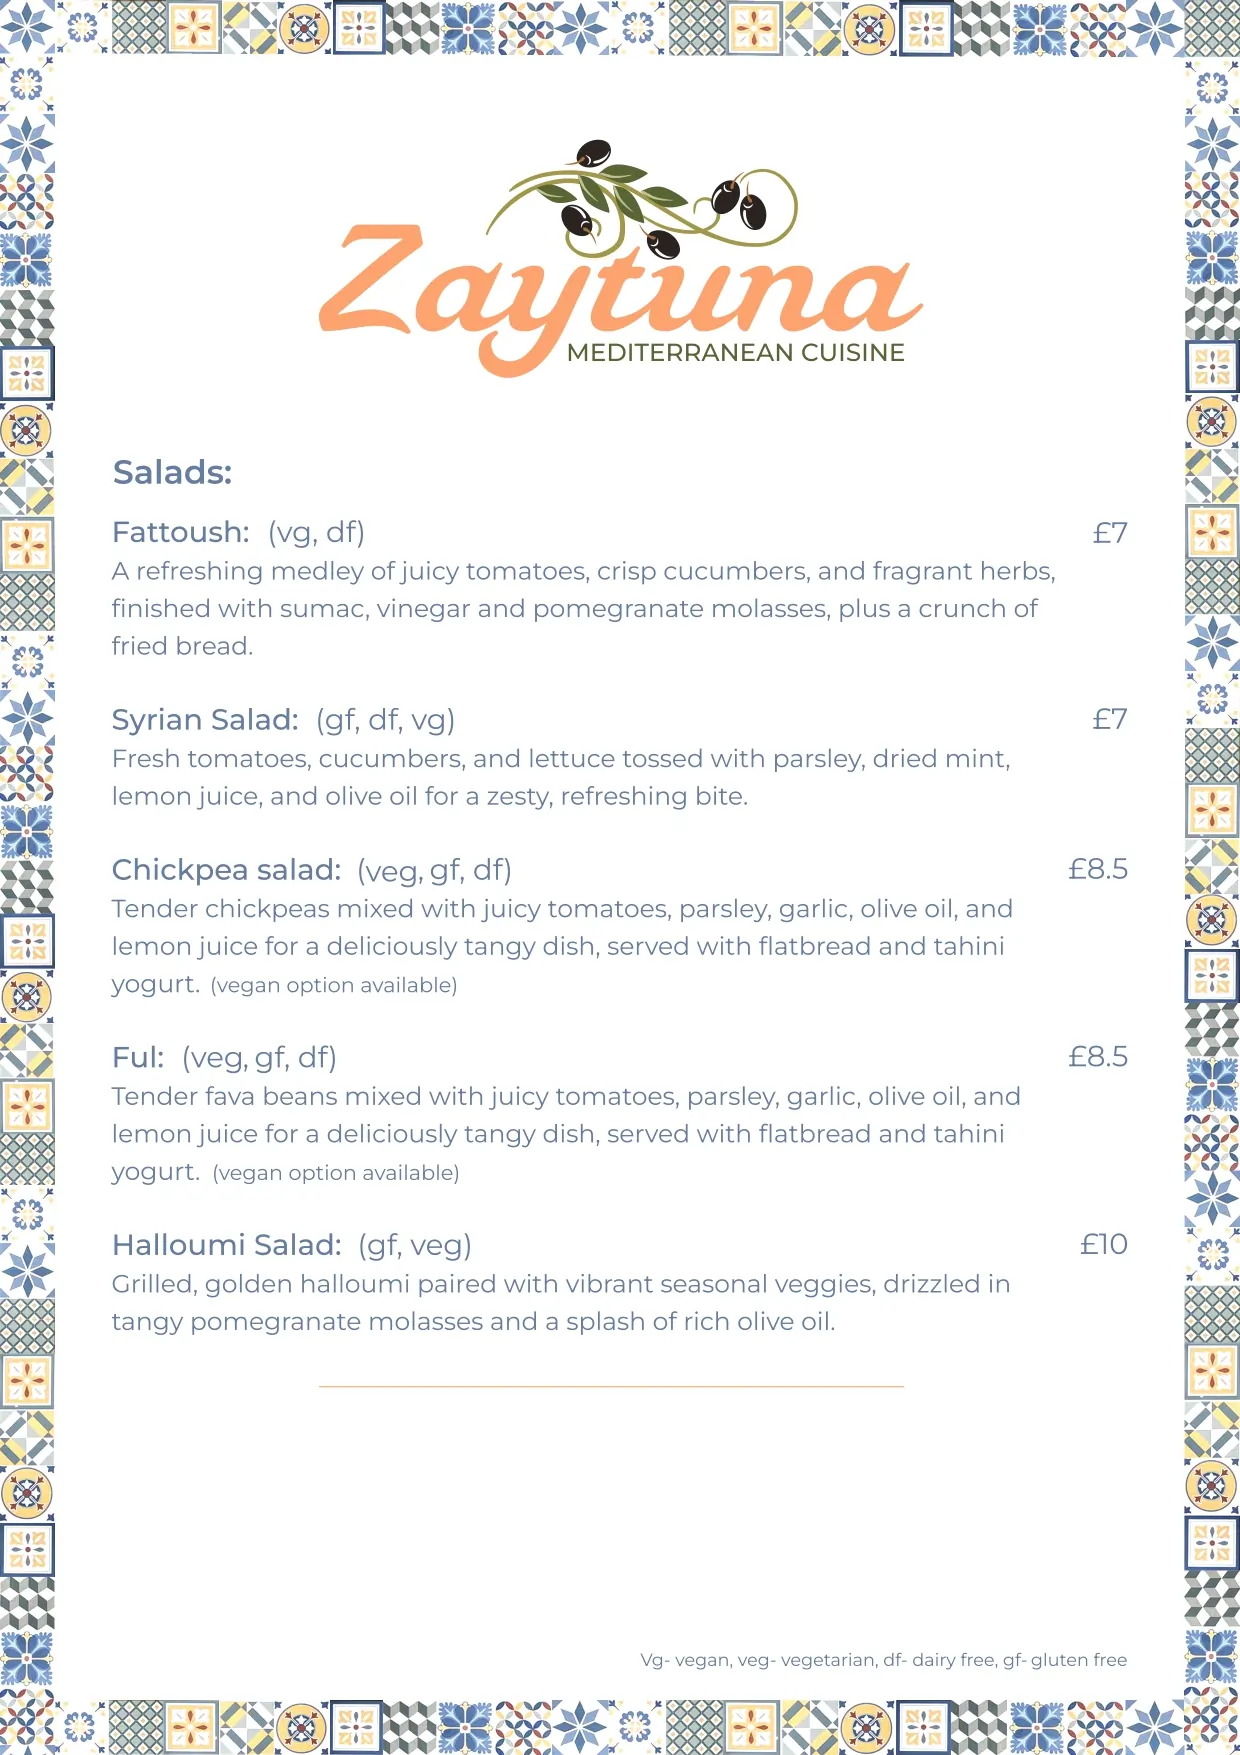 Zaytuna
MEDITERRANEAN CUISINE
Salads:
Fattoush: (vg, df) £7
A refreshing medley of juicy tomatoes, crisp cucumbers, and fragrant herbs,
finished with sumac, vinegar and pomegranate molasses, plus a crunch of
fried bread.
Syrian Salad: (gf, df, vg) £7
Fresh tomatoes, cucumbers, and lettuce tossed with parsley, dried mint,
lemon juice, and olive oil for a zesty, refreshing bite.
Chickpea salad: (veg, gf, df) £8.5
Tender chickpeas mixed with juicy tomatoes, parsley, garlic, olive oil, and
lemon juice for a deliciously tangy dish, served with flatbread and tahini
yogurt. (vegan option available)
Ful: (veg, gf, df) £8.5
Tender fava beans mixed with juicy tomatoes, parsley, garlic, olive oil, and
lemon juice for a deliciously tangy dish, served with flatbread and tahini
yogurt. (vegan option available)
Halloumi Salad: (gf, veg) £10
Grilled, golden halloumi paired with vibrant seasonal veggies, drizzled in
tangy pomegranate molasses and a splash of rich olive oil.
Vg- vegan, veg- vegetarian, df- dairy free, gf- gluten free